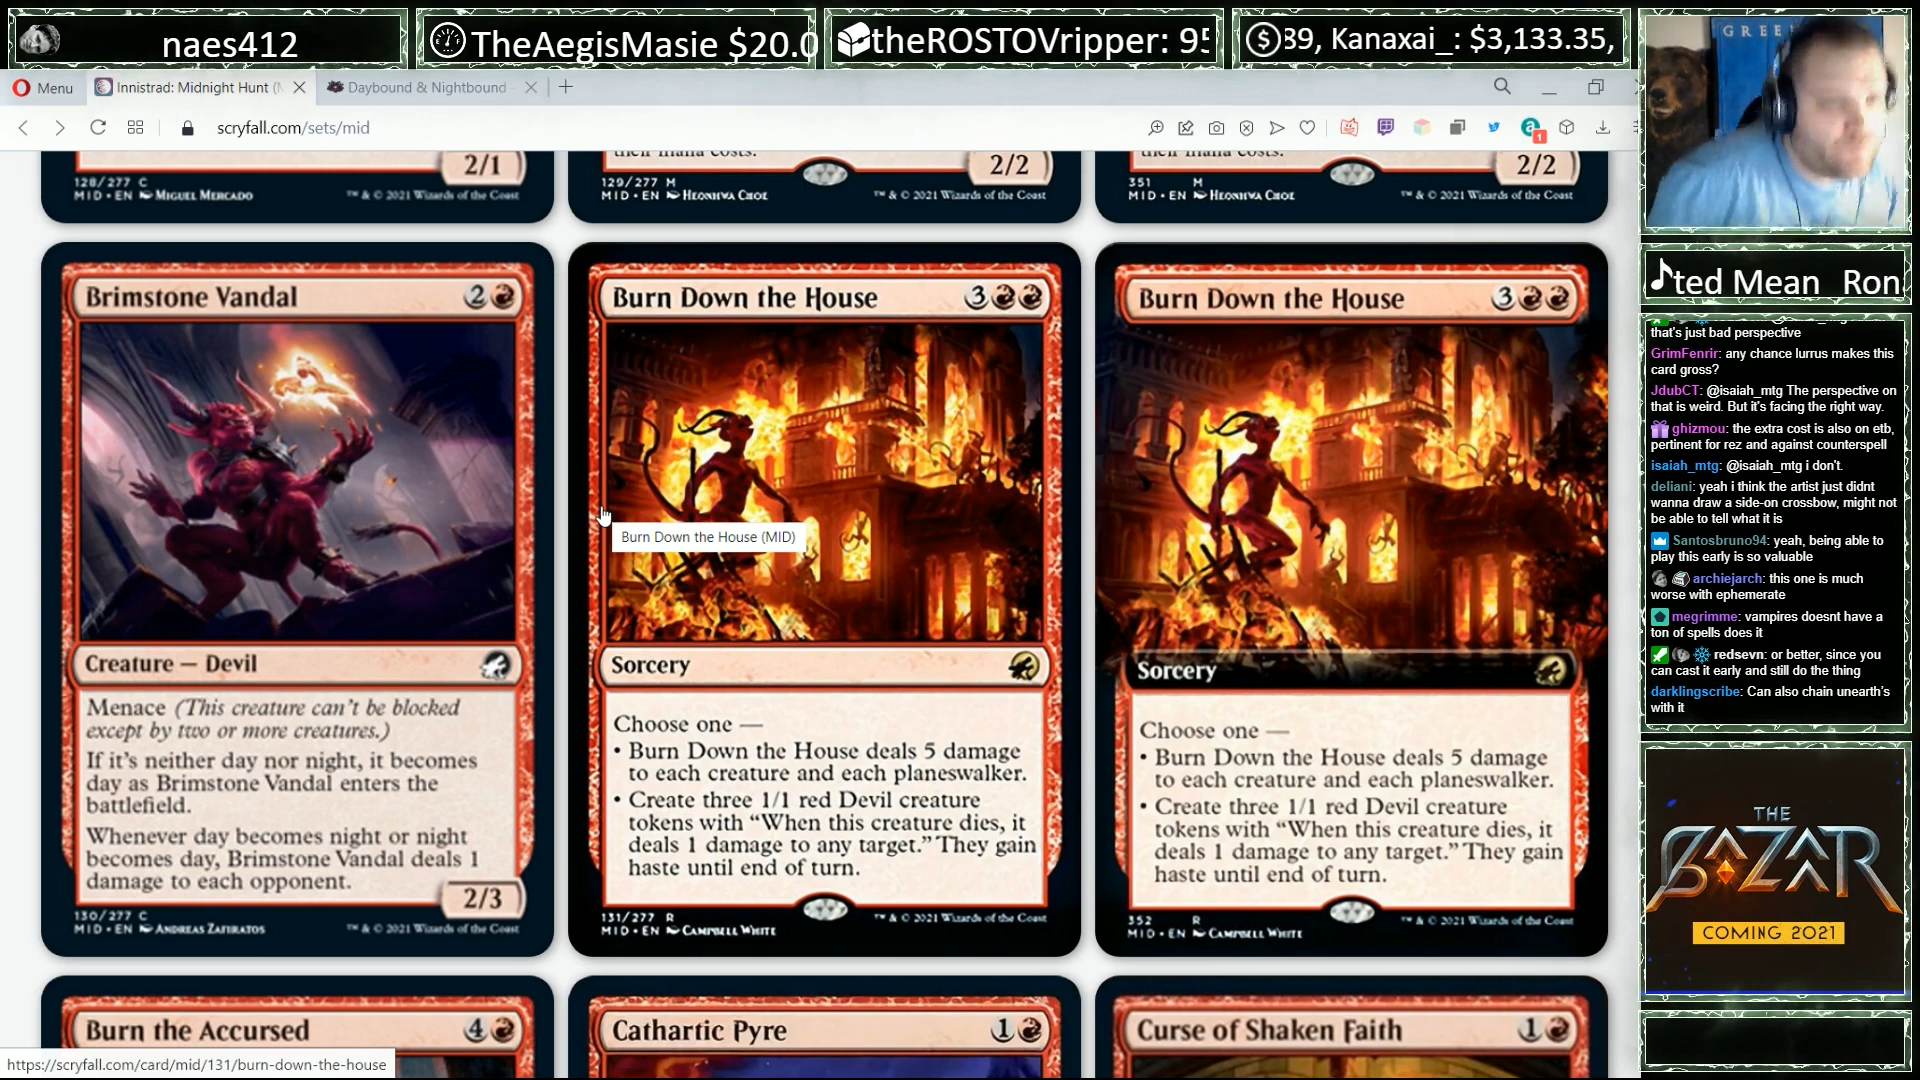 naes412
TheAegisMasie $20.0
theROSTOVripper: 95
39, Kanaxai_: $3,133.35,
Menu
Innistrad: Midnight Hunt (M
Daybound & Nightbound
scryfall.com/sets/mid
1
GREE
their mana costs.
their mana costs.
2/1
2/2
2/2
128/277 C
MID • EN Miguel Mercado
™ & © 2021 Wizards of the Coast
129/277 M
MID • EN Heonhwa Choe
™ & © 2021 Wizards of the Coast
351 M
MID • EN Heonhwa Choe
™ & © 2021 Wizards of the Coast
Brimstone Vandal
2
Creature — Devil
Menace (This creature can't be blocked
except by two or more creatures.)
If it's neither day nor night, it becomes
day as Brimstone Vandal enters the
battlefield.
Whenever day becomes night or night
becomes day, Brimstone Vandal deals 1
damage to each opponent.
2/3
130/277 C
MID • EN Andreas Zafiratos
™ & © 2021 Wizards of the Coast
Burn Down the House
3
Burn Down the House (MID)
Sorcery
Choose one —
• Burn Down the House deals 5 damage
to each creature and each planeswalker.
• Create three 1/1 red Devil creature
tokens with “When this creature dies, it
deals 1 damage to any target.” They gain
haste until end of turn.
131/277 R
MID • EN Campbell White
™ & © 2021 Wizards of the Coast
Burn Down the House
3
Sorcery
Choose one —
• Burn Down the House deals 5 damage
to each creature and each planeswalker.
• Create three 1/1 red Devil creature
tokens with “When this creature dies, it
deals 1 damage to any target.” They gain
haste until end of turn.
352 R
MID • EN Campbell White
™ & © 2021 Wizards of the Coast
Burn the Accursed
4
Cathartic Pyre
1
Curse of Shaken Faith
1
https://scryfall.com/card/mid/131/burn-down-the-house
ted Mean Ron
that's just bad perspective
GrimFenrir: any chance lurrus makes this
card gross?
JdubCT: @isaiah_mtg The perspective on
that is weird. But it's facing the right way.
ghizmou: the extra cost is also on etb,
pertinent for rez and against counterspell
isaiah_mtg: @isaiah_mtg i don't.
deliani: yeah i think the artist just didnt
wanna draw a side-on crossbow, might not
be able to tell what it is
Santosbruno94: yeah, being able to
play this early is so valuable
archiejarch: this one is much
worse with ephemerate
megrimme: vampires doesnt have a
ton of spells does it
redsevn: or better, since you
can cast it early and still do the thing
darklingscribe: Can also chain unearth's
with it
THE
BAZAAR
COMING 2021